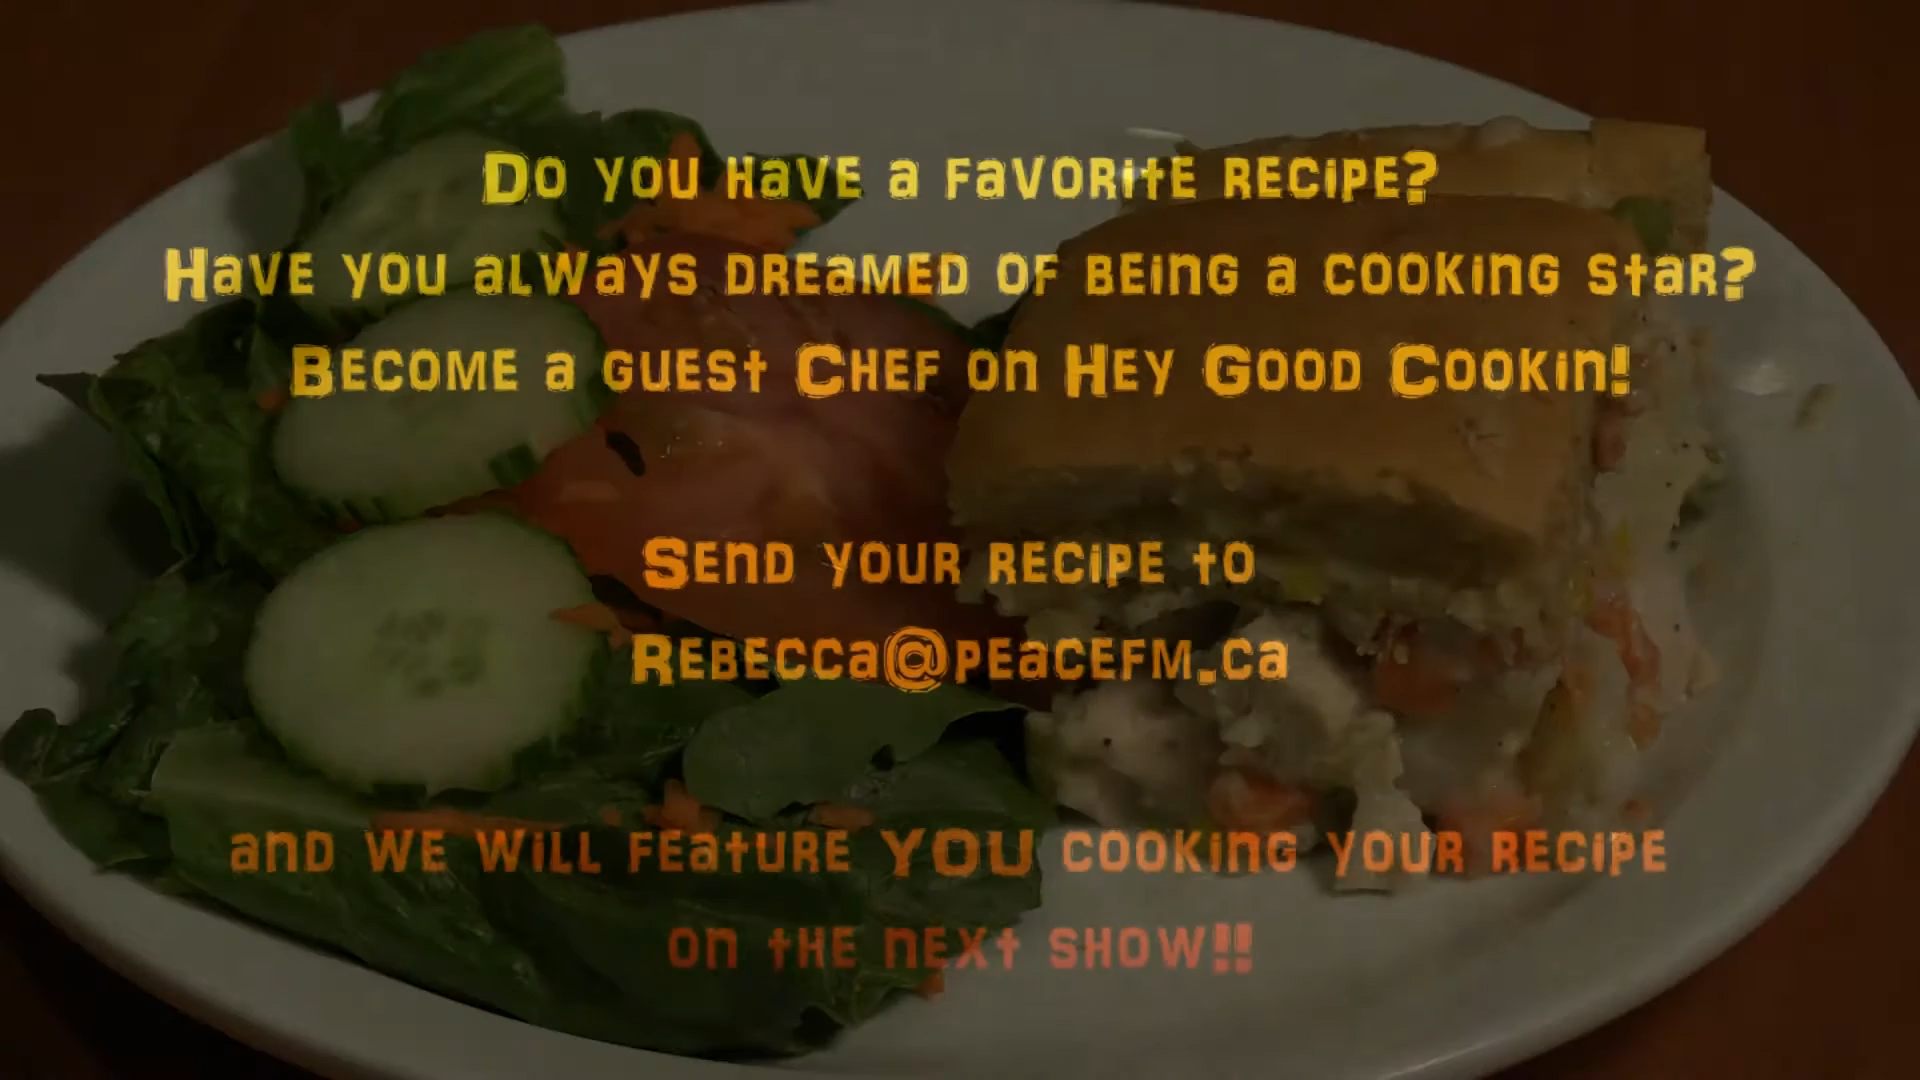 Do you have a favorite recipe?
Have you always dreamed of being a cooking star?
Become a guest Chef on Hey Good Cookin!
Send your recipe to
Rebecca@peacefm.ca
and we will feature YOU cooking your recipe
on the next show!!